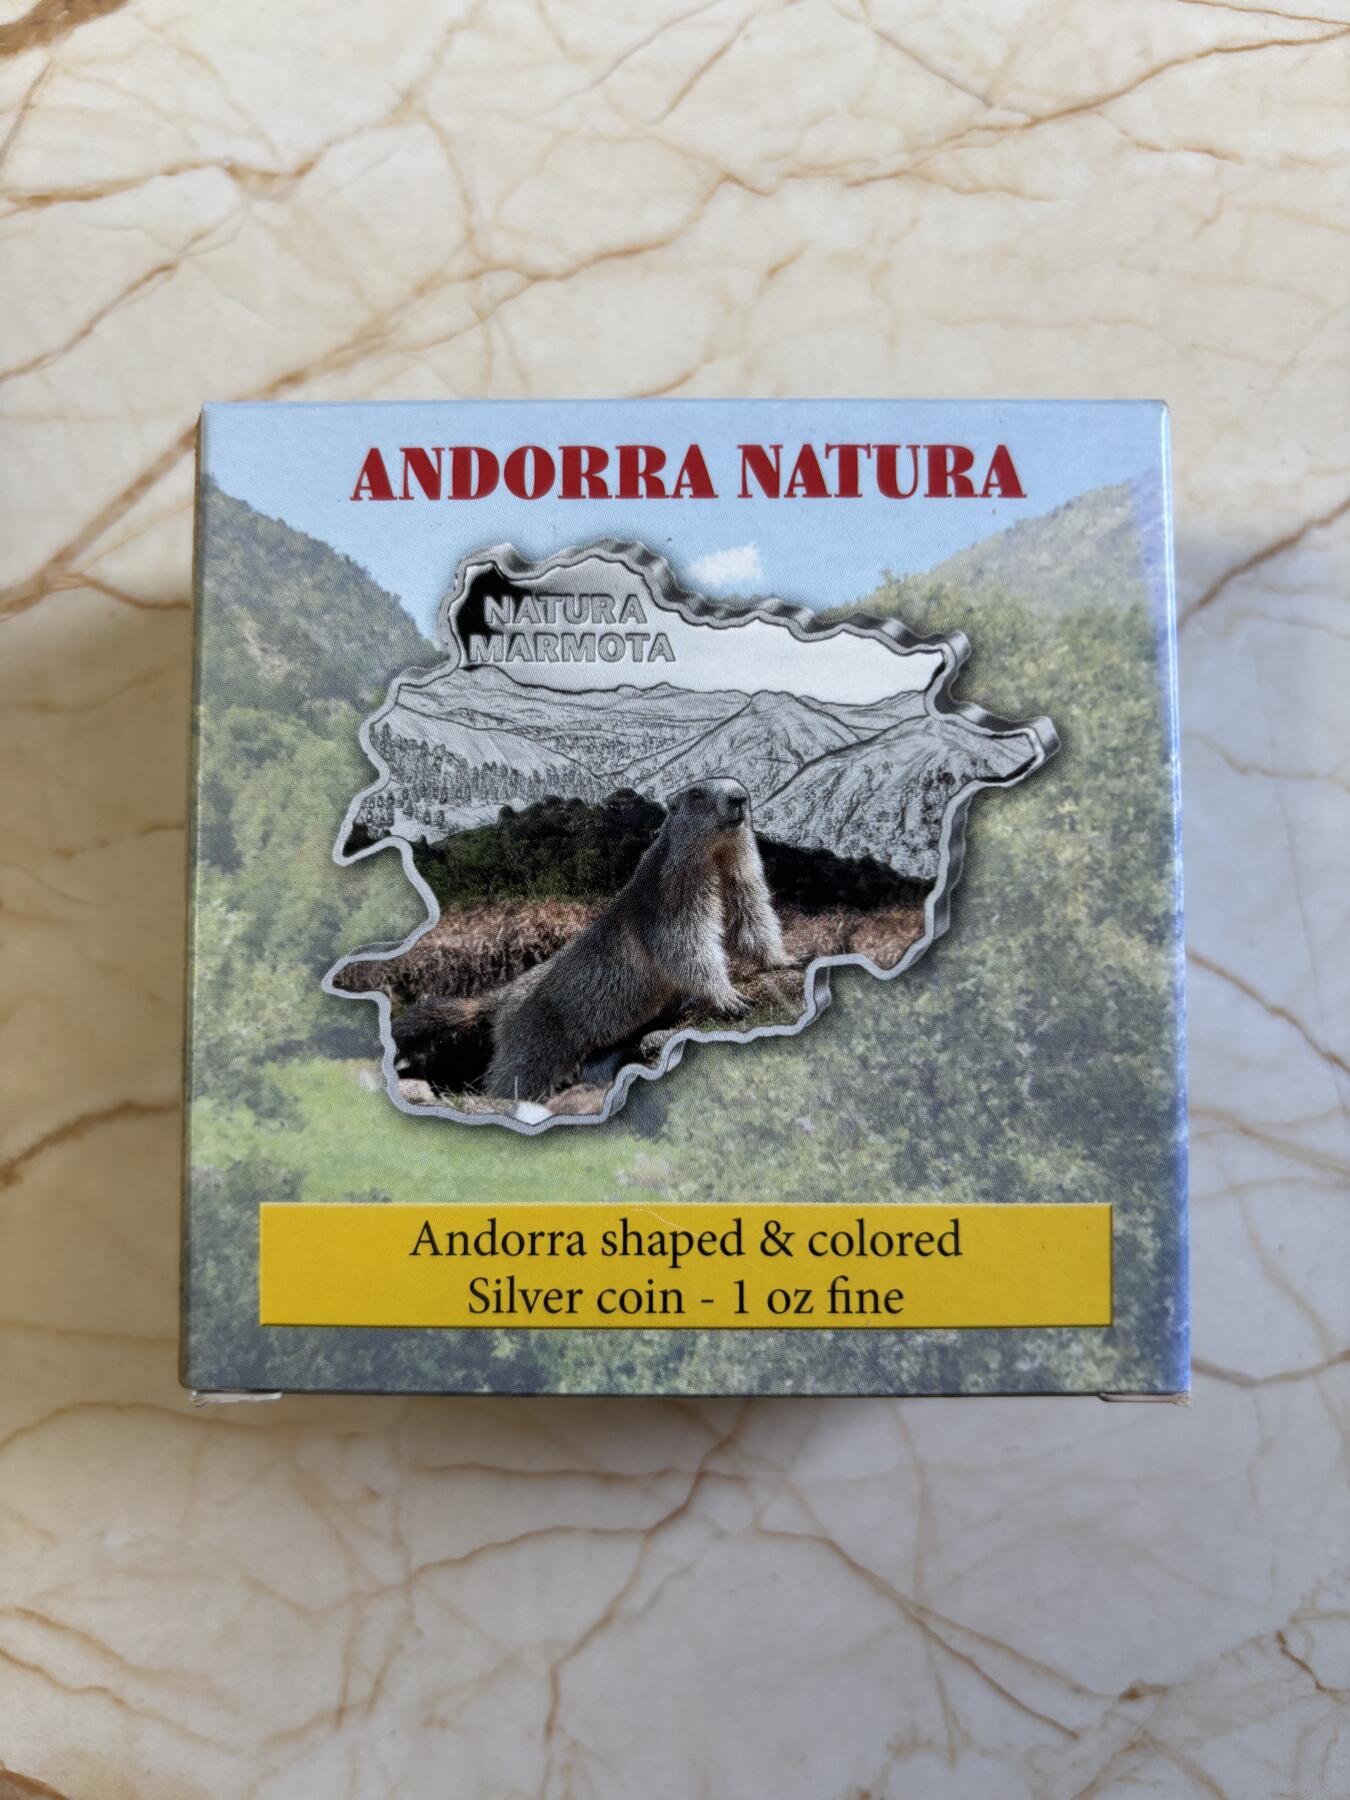 ANDORRA NATURA
NATURA
MARMOTA
Andorra shaped & colored
Silver coin - 1 oz fine